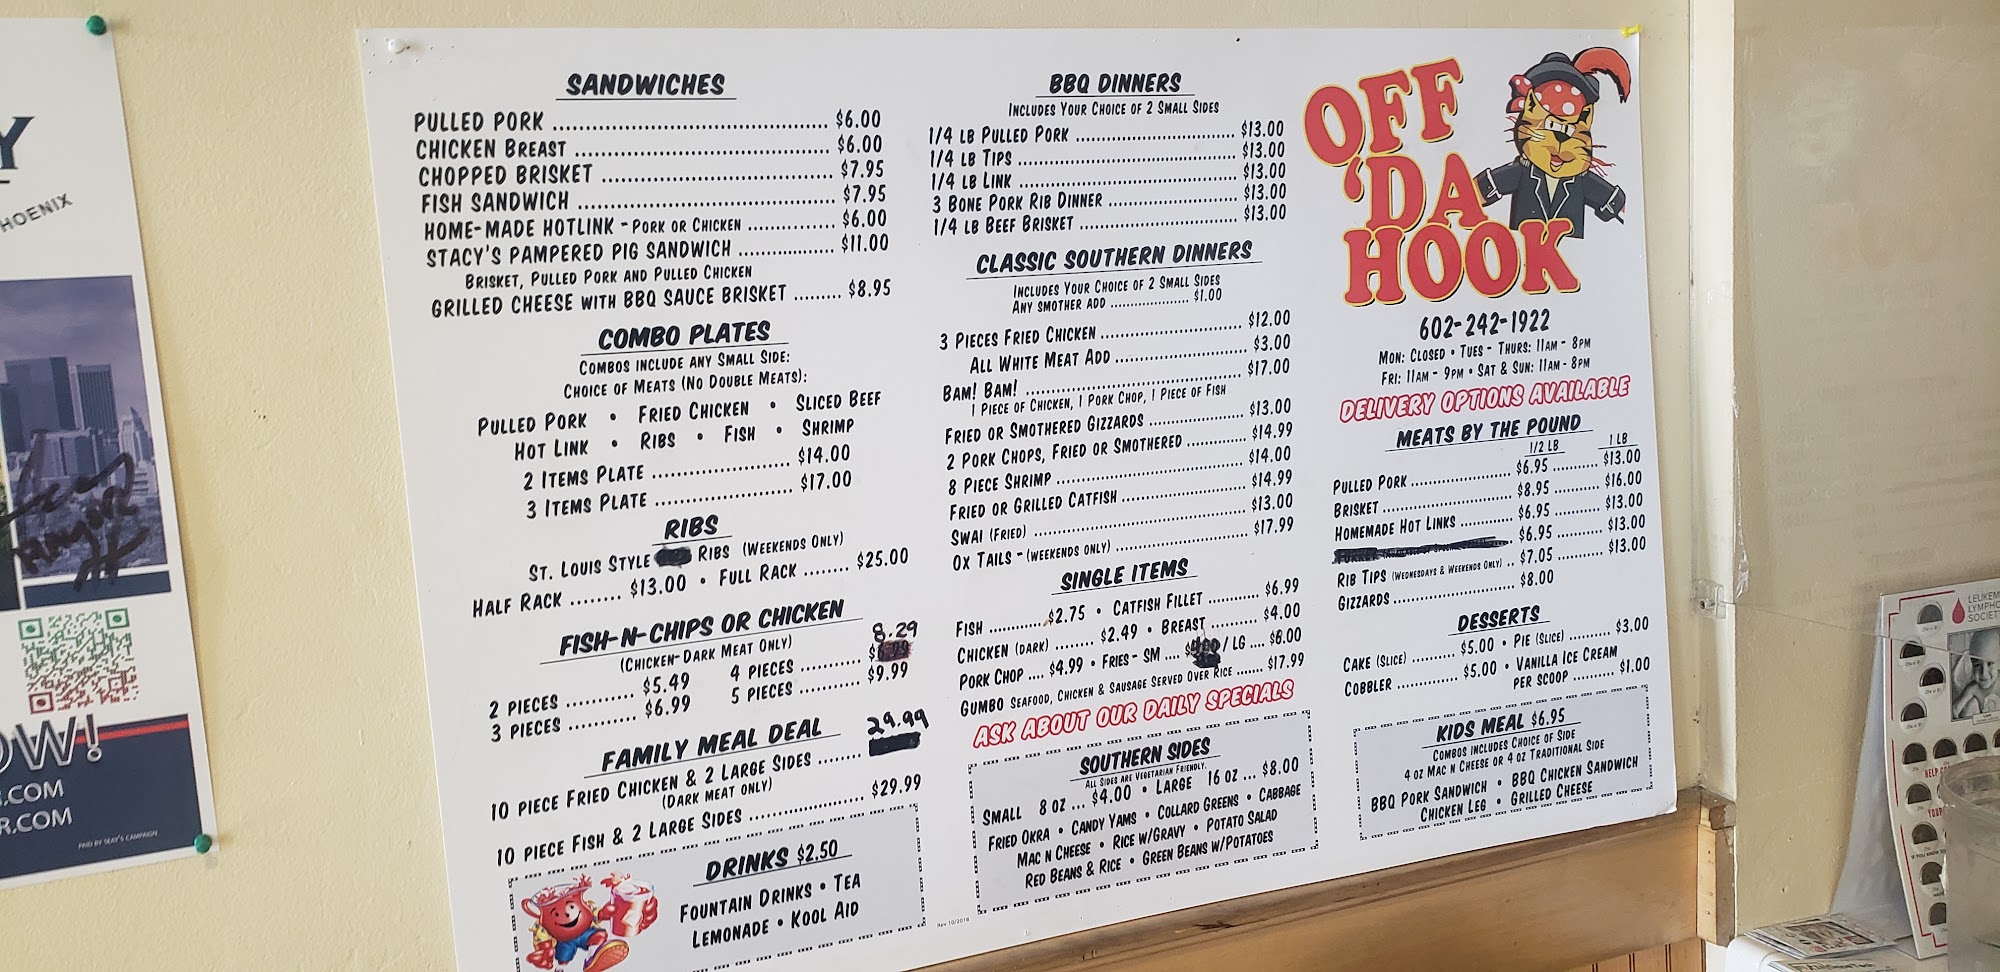 Y
HOENIX
OW!
.COM
R.COM
PAID BY SEAY'S CAMPAIGN
SANDWICHES
PULLED PORK ........ $6.00
CHICKEN BREAST ........ $6.00
CHOPPED BRISKET ........ $7.95
FISH SANDWICH ........ $7.95
HOME-MADE HOTLINK - PORK OR CHICKEN ........ $6.00
STACY'S PAMPERED PIG SANDWICH ........ $11.00
BRISKET, PULLED PORK AND PULLED CHICKEN
GRILLED CHEESE WITH BBQ SAUCE BRISKET ........ $8.95
COMBO PLATES
COMBOS INCLUDE ANY SMALL SIDE:
CHOICE OF MEATS (NO DOUBLE MEATS):
PULLED PORK • FRIED CHICKEN • SLICED BEEF
HOT LINK • RIBS • FISH • SHRIMP
2 ITEMS PLATE ........ $14.00
3 ITEMS PLATE ........ $17.00
RIBS
ST. LOUIS STYLE RIBS (WEEKENDS ONLY)
HALF RACK ........ $13.00 • FULL RACK ........ $25.00
FISH-N-CHIPS OR CHICKEN
(CHICKEN-DARK MEAT ONLY)
2 PIECES ........ $5.49 4 PIECES ........ 8.29
3 PIECES ........ $6.99 5 PIECES ........ $9.99
FAMILY MEAL DEAL
10 PIECE FRIED CHICKEN & 2 LARGE SIDES ........ 29.99
(DARK MEAT ONLY)
10 PIECE FISH & 2 LARGE SIDES ........ $29.99
DRINKS $2.50
FOUNTAIN DRINKS • TEA
LEMONADE • KOOL AID
BBQ DINNERS
INCLUDES YOUR CHOICE OF 2 SMALL SIDES
1/4 LB PULLED PORK ........ $13.00
1/4 LB TIPS ........ $13.00
1/4 LB LINK ........ $13.00
3 BONE PORK RIB DINNER ........ $13.00
1/4 LB BEEF BRISKET ........ $13.00
CLASSIC SOUTHERN DINNERS
INCLUDES YOUR CHOICE OF 2 SMALL SIDES
ANY SMOTHER ADD ........ $1.00
3 PIECES FRIED CHICKEN ........ $12.00
ALL WHITE MEAT ADD ........ $3.00
BAM! BAM! ........ $17.00
1 PIECE OF CHICKEN, 1 PORK CHOP, 1 PIECE OF FISH
FRIED OR SMOTHERED GIZZARDS ........ $13.00
2 PORK CHOPS, FRIED OR SMOTHERED ........ $14.99
8 PIECE SHRIMP ........ $14.00
FRIED OR GRILLED CATFISH ........ $14.99
SWAI (FRIED) ........ $13.00
OX TAILS - (WEEKENDS ONLY) ........ $17.99
SINGLE ITEMS
FISH ........ $2.75 • CATFISH FILLET ........ $6.99
CHICKEN (DARK) ........ $2.49 • BREAST ........ $4.00
PORK CHOP .... $4.99 • FRIES - SM .... / LG .... $6.00
GUMBO SEAFOOD, CHICKEN & SAUSAGE SERVED OVER RICE ....... $17.99
ASK ABOUT OUR DAILY SPECIALS
SOUTHERN SIDES
ALL SIDES ARE VEGETARIAN FRIENDLY.
SMALL 8 OZ ... $4.00 • LARGE 16 OZ ... $8.00
FRIED OKRA • CANDY YAMS • COLLARD GREENS • CABBAGE
MAC N CHEESE • RICE W/GRAVY • POTATO SALAD
RED BEANS & RICE • GREEN BEANS W/POTATOES
Rev 10/2018
OFF
'DA
HOOK
602-242-1922
MON: CLOSED • TUES - THURS: 11AM - 8PM
FRI: 11AM - 9PM • SAT & SUN: 11AM - 8PM
DELIVERY OPTIONS AVAILABLE
MEATS BY THE POUND
1/2 LB 1 LB
PULLED PORK ........ $6.95 ........ $13.00
BRISKET ........ $8.95 ........ $16.00
HOMEMADE HOT LINKS ........ $6.95 ........ $13.00
$6.95 ........ $13.00
RIB TIPS (WEDNESDAYS & WEEKENDS ONLY) .. $7.05 ........ $13.00
GIZZARDS ........ $8.00
DESSERTS
CAKE (SLICE) ........ $5.00 • PIE (SLICE) ........ $3.00
COBBLER ........ $5.00 • VANILLA ICE CREAM
PER SCOOP ........ $1.00
KIDS MEAL $6.95
COMBOS INCLUDES CHOICE OF SIDE
4 OZ MAC N CHEESE OR 4 OZ TRADITIONAL SIDE
BBQ PORK SANDWICH • BBQ CHICKEN SANDWICH
CHICKEN LEG • GRILLED CHEESE
LEUKEM
LYMPHO
SOCIETY